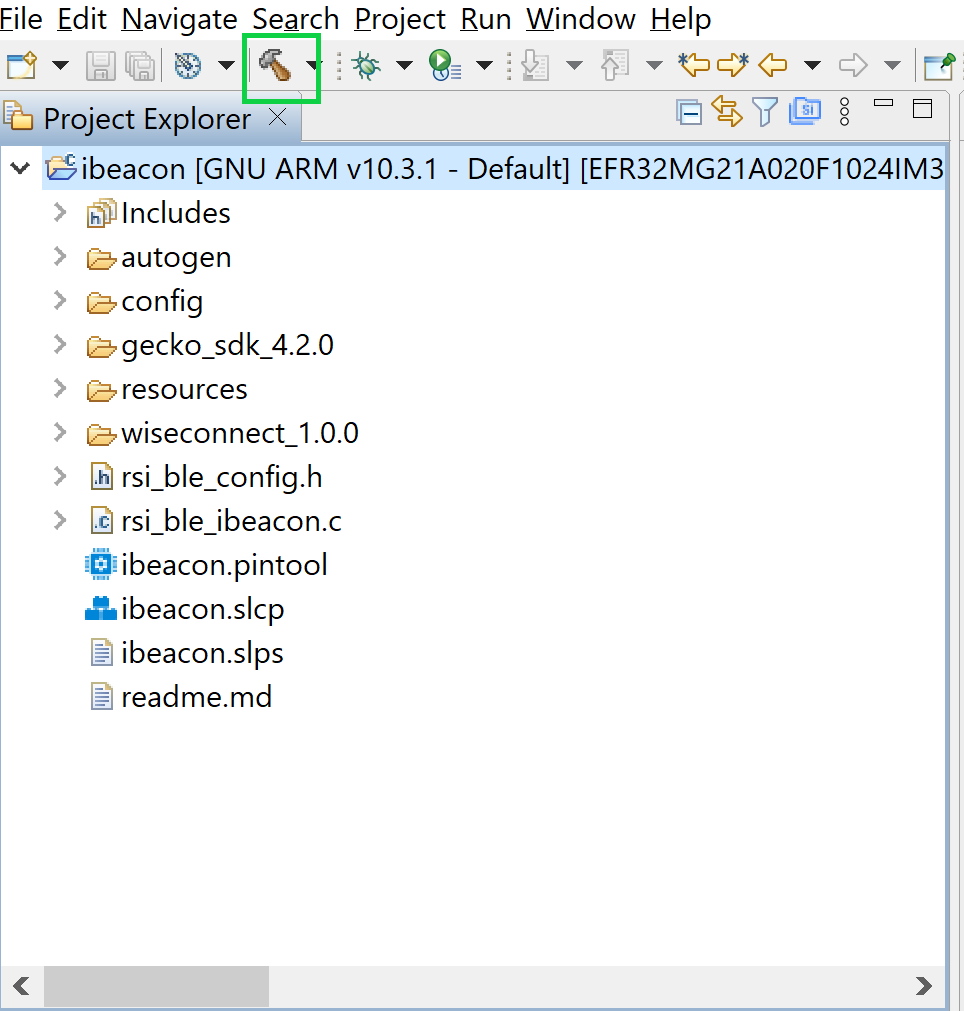 File Edit Navigate Search Project Run Window Help
Project Explorer
ibeacon [GNU ARM v10.3.1 - Default] [EFR32MG21A020F1024IM3
Includes
autogen
config
gecko_sdk_4.2.0
resources
wiseconnect_1.0.0
rsi_ble_config.h
rsi_ble_ibeacon.c
ibeacon.pintool
ibeacon.slcp
ibeacon.slps
readme.md